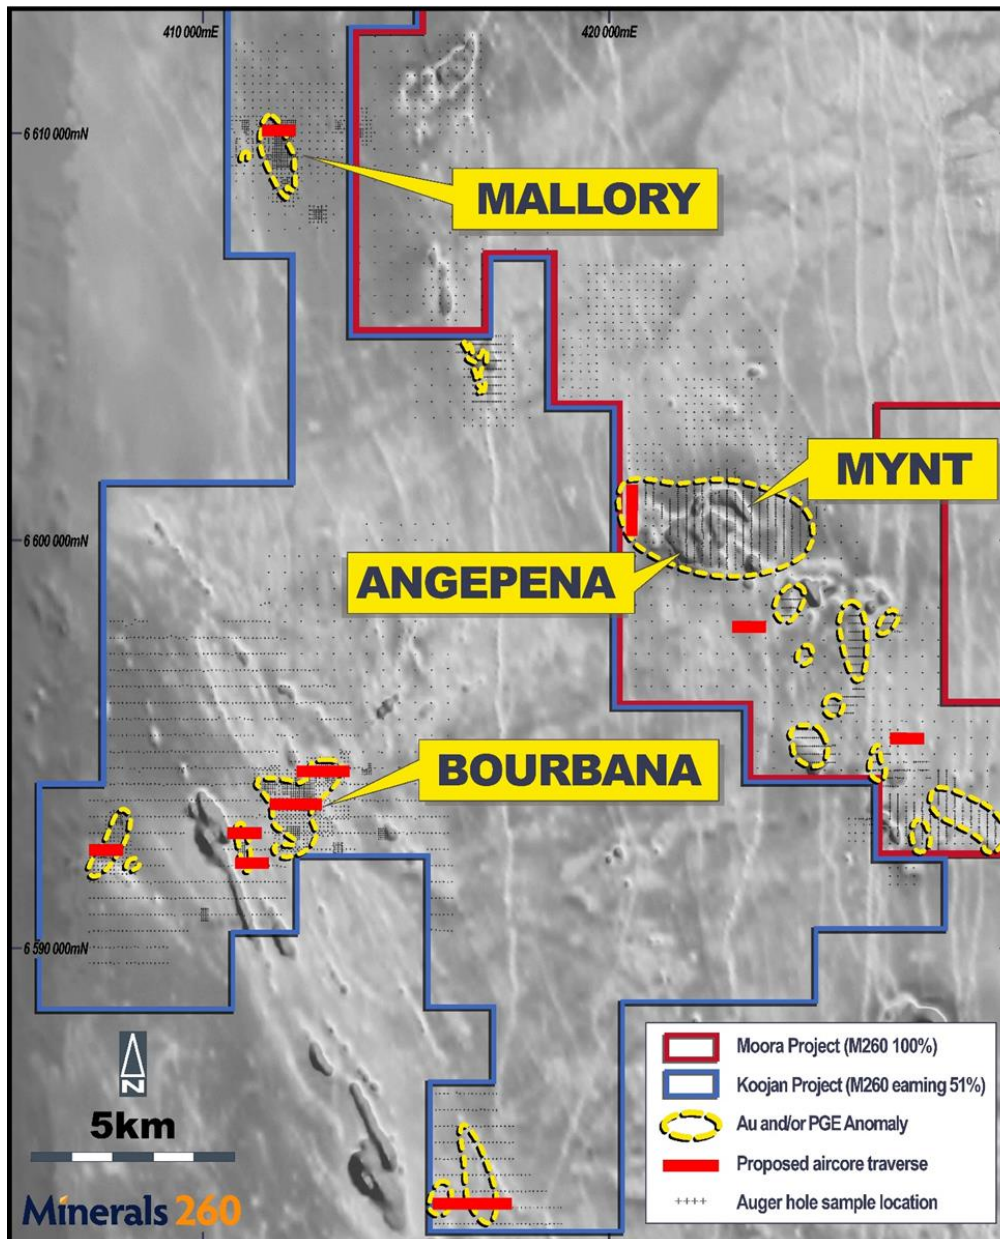 410 000mE
420 000mE
6 610 000mN
MALLORY
MYNT
6 600 000mN
ANGEPENA
BOURBANA
6 590 000mN
N
5km
Minerals 260
Moora Project (M260 100%)
Koojan Project (M260 earning 51%)
Au and/or PGE Anomaly
Proposed aircore traverse
Auger hole sample location